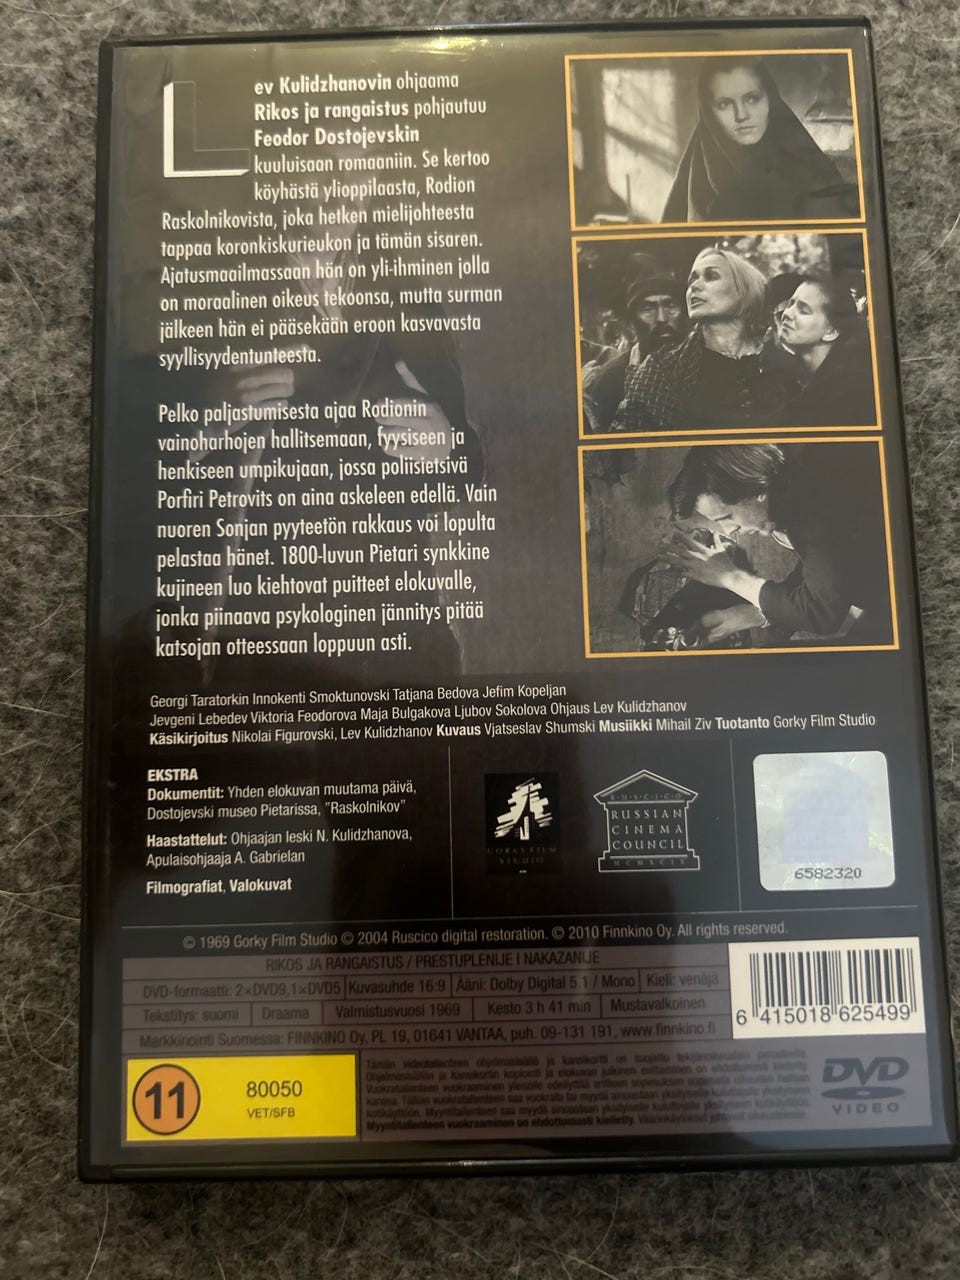 Lev Kulidzhanovin ohjaama
Rikos ja rangaistus pohjautuu
Feodor Dostojevskin
kuuluisaan romaaniin. Se kertoo
köyhästä ylioppilaasta, Rodion
Raskolnikovista, joka hetken mielijohteesta
tappaa koronkiskurieukon ja tämän sisaren.
Ajatusmaailmassaan hän on yli-ihminen jolla
on moraalinen oikeus tekoonsa, mutta surman
jälkeen hän ei pääsekään eroon kasvavasta
syyllisyydentunteesta.
Pelko paljastumisesta ajaa Rodionin
vainoharhojen hallitsemaan, fyysiseen ja
henkiseen umpikujaan, jossa poliisietsivä
Porfiri Petrovits on aina askeleen edellä. Vain
nuoren Sonjan pyyteetön rakkaus voi lopulta
pelastaa hänet. 1800-luvun Pietari synkkine
kujineen luo kiehtovat puitteet elokuvalle,
jonka piinaava psykologinen jännitys pitää
katsojan otteessaan loppuun asti.
Georgi Taratorkin Innokenti Smoktunovski Tatjana Bedova Jefim Kopeljan
Jevgeni Lebedev Viktoria Feodorova Maja Bulgakova Ljubov Sokolova Ohjaus Lev Kulidzhanov
Käsikirjoitus Nikolai Figurovski, Lev Kulidzhanov Kuvaus Vjatseslav Shumski Musiikki Mihail Ziv Tuotanto Gorky Film Studio
EKSTRA
Dokumentit: Yhden elokuvan muutama päivä,
Dostojevski museo Pietarissa, "Raskolnikov"
Haastattelut: Ohjaajan leski N. Kulidzhanova,
Apulaisohjaaja A. Gabrielan
Filmografiat, Valokuvat
GORKY FILM
STUDIO
R·U·S·C·I·C·O
RUSSIAN
CINEMA
COUNCIL
MCMXCIX
6582320
© 1969 Gorky Film Studio © 2004 Ruscico digital restoration. © 2010 Finnkino Oy. All rights reserved.
RIKOS JA RANGAISTUS / PRESTUPLENIJE I NAKAZANIJE
DVD-formaatti: 2×DVD9,1×DVD5 Kuvasuhde 16:9 Ääni: Dolby Digital 5.1 / Mono Kieli: venäjä
Tekstitys: suomi Draama Valmistusvuosi 1969 Kesto 3 h 41 min Mustavalkoinen
Markkinointi Suomessa: FINNKINO Oy, PL 19, 01641 VANTAA, puh. 09-131 191, www.finnkino.fi
6 415018 625499
11
80050
VET/SFB
DVD
VIDEO